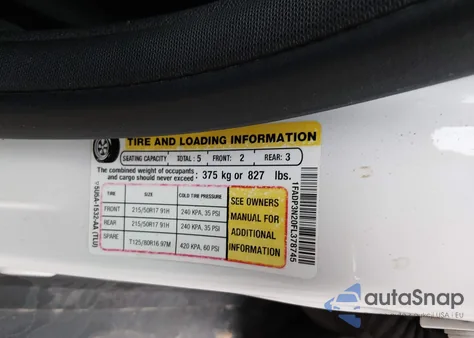 TIRE AND LOADING INFORMATION
SEATING CAPACITY TOTAL: 5 FRONT: 2 REAR: 3
The combined weight of occupants
and cargo should never exceed : 375 kg or 827 lbs.
TIRE SIZE COLD TIRE PRESSURE
FRONT 215/50R17 91H 240 KPA, 35 PSI
REAR 215/50R17 91H 240 KPA, 35 PSI
SPARE T125/80R16 97M 420 KPA, 60 PSI
SEE OWNERS
MANUAL FOR
ADDITIONAL
INFORMATION
autoSnap